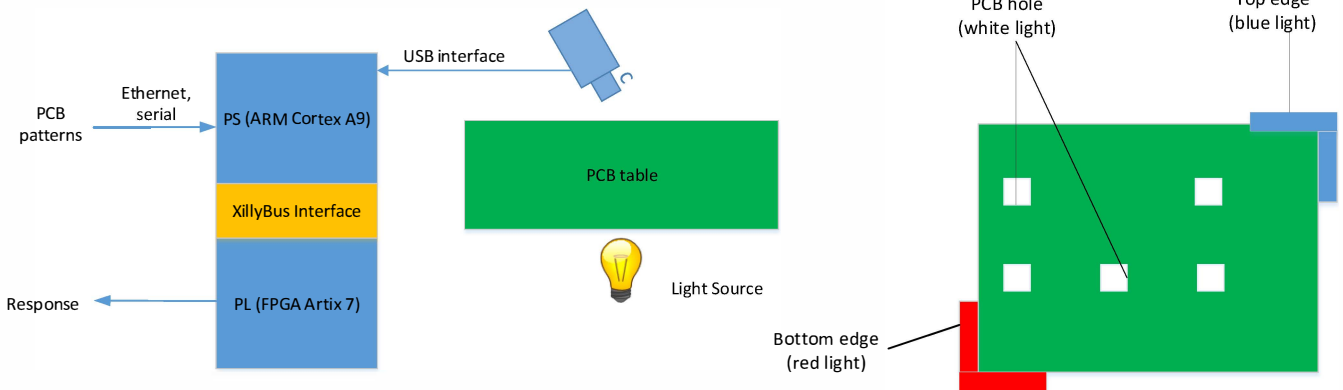 PCB
patterns
Ethernet,
serial
PS (ARM Cortex A9)
XillyBus Interface
PL (FPGA Artix 7)
Response
USB interface
PCB table
Light Source
PCB hole
(white light)
Top edge
(blue light)
Bottom edge
(red light)